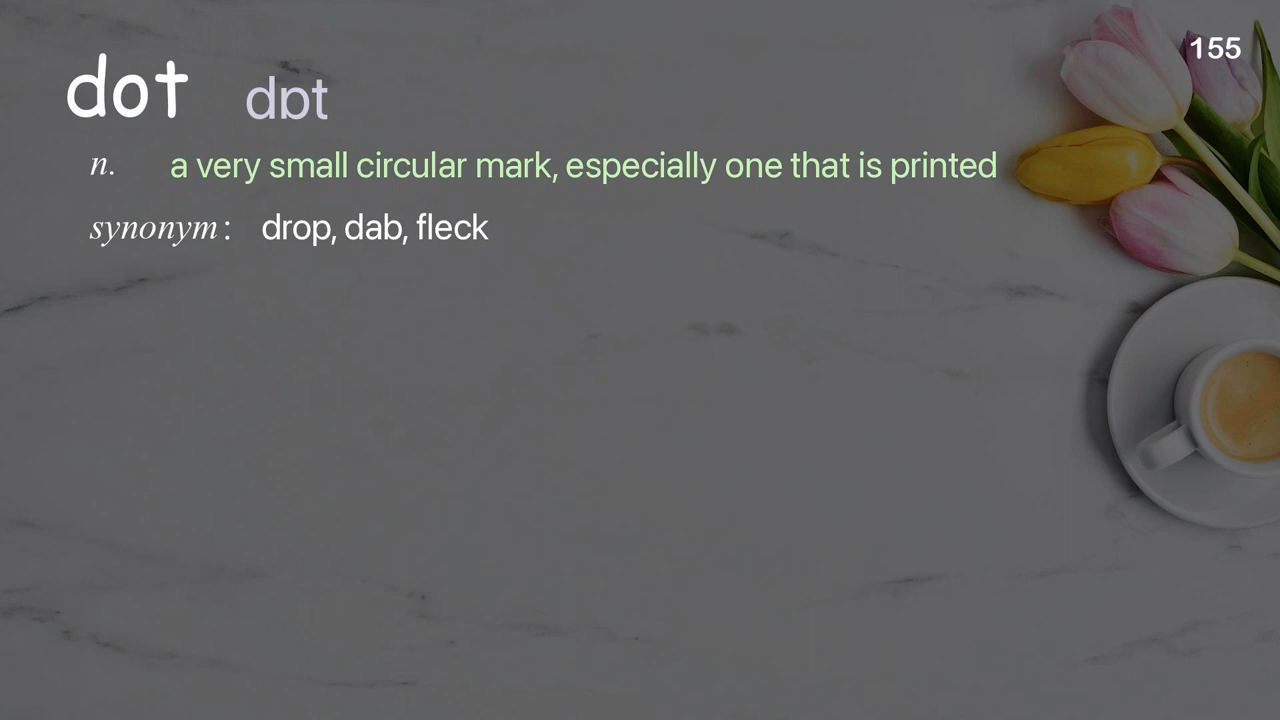 155
dot dɒt
n. a very small circular mark, especially one that is printed
synonym: drop, dab, fleck